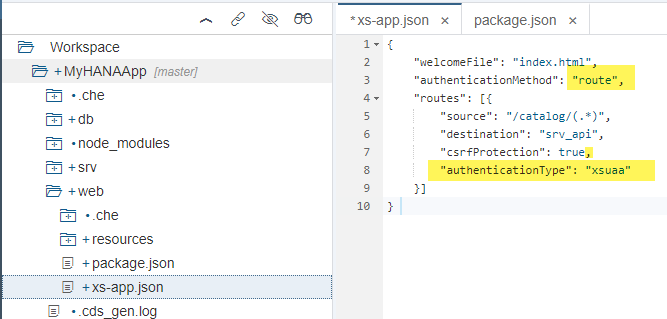 Workspace
+ MyHANAApp [master]
• .che
+ db
• node_modules
+ srv
+ web
• .che
+ resources
+ package.json
+ xs-app.json
• .cds_gen.log
*xs-app.json ×
package.json ×
1 {
2 "welcomeFile": "index.html",
3 "authenticationMethod": "route",
4 "routes": [{
5 "source": "/catalog/(.*)",
6 "destination": "srv_api",
7 "csrfProtection": true,
8 "authenticationType": "xsuaa"
9 }]
10 }